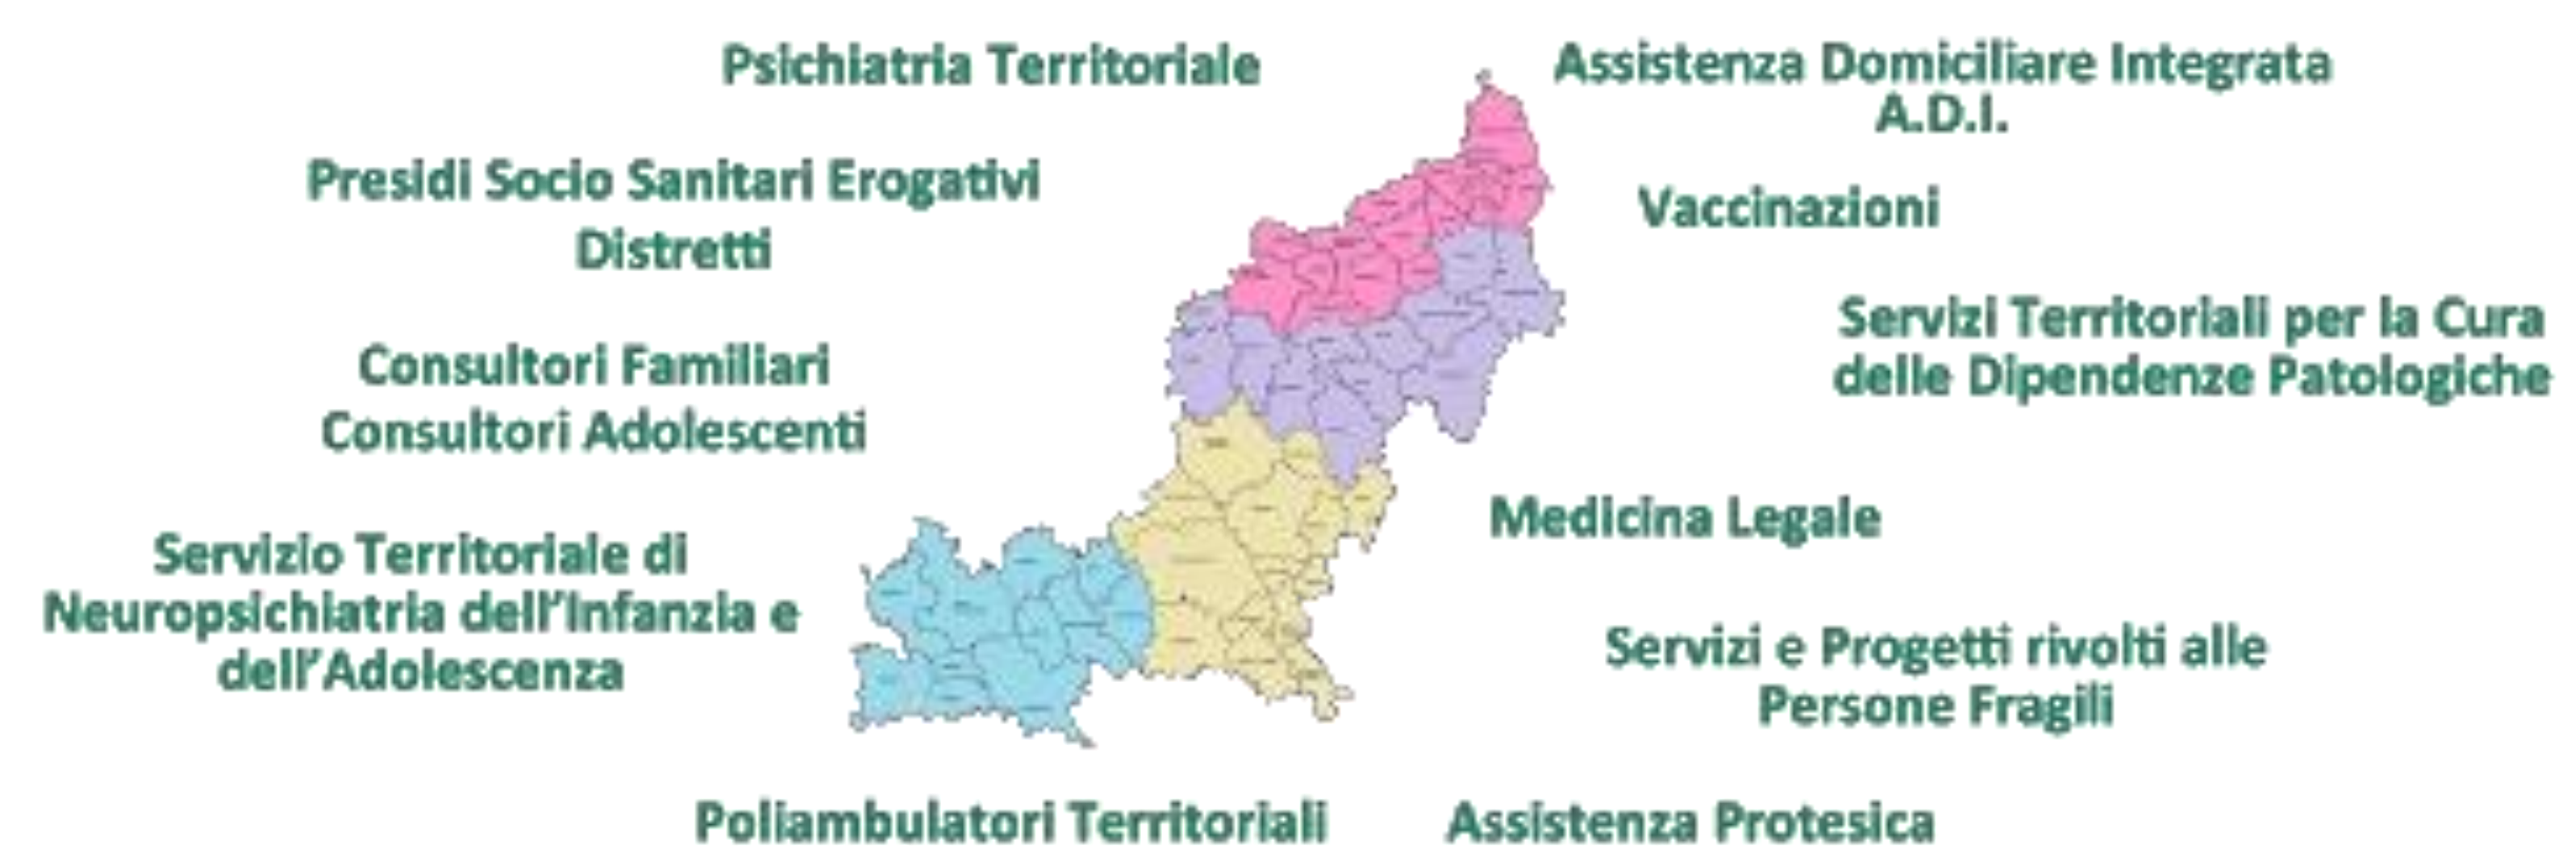 Psichiatria Territoriale
Assistenza Domiciliare Integrata
A.D.I.
Presidi Socio Sanitari Erogativi
Distretti
Vaccinazioni
Servizi Territoriali per la Cura
delle Dipendenze Patologiche
Consultori Familiari
Consultori Adolescenti
Medicina Legale
Servizio Territoriale di
Neuropsichiatria dell'Infanzia e
dell'Adolescenza
Servizi e Progetti rivolti alle
Persone Fragili
Poliambulatori Territoriali
Assistenza Protesica